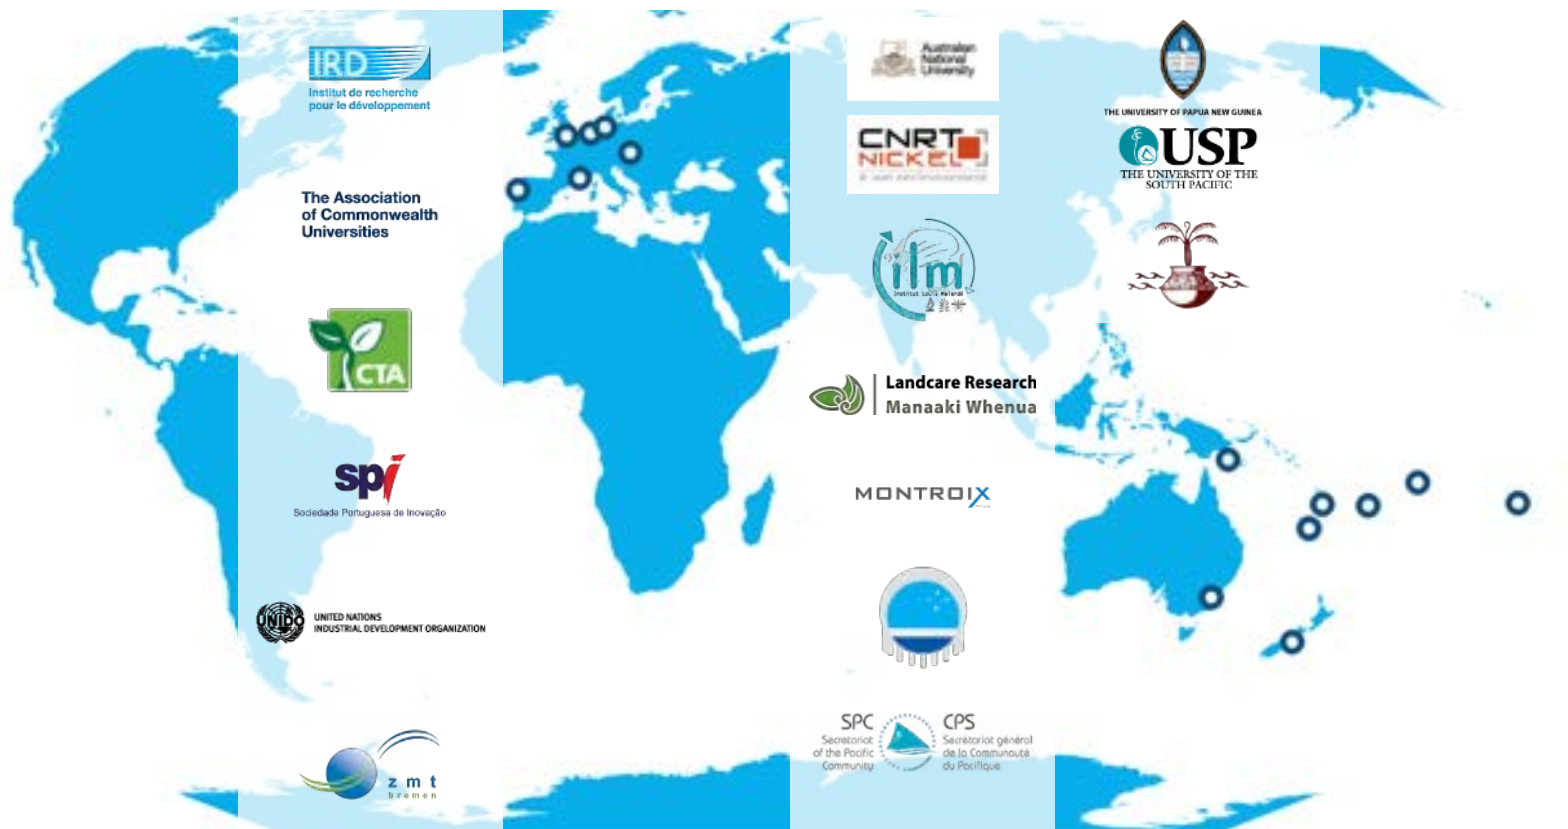 IRD
Institut de recherche
pour le développement
The Association
of Commonwealth
Universities
CTA
spi
Sociedade Portuguesa de Inovação
UNIDO
UNITED NATIONS
INDUSTRIAL DEVELOPMENT ORGANIZATION
zmt
bremen
Australian
National
University
CNRT
NICKEL
ilm
Institut Louis Malardé
Landcare Research
Manaaki Whenua
MONTROIX
SPC
Secretariat
of the Pacific
Community
CPS
Secrétariat général
de la Communauté
du Pacifique
THE UNIVERSITY OF PAPUA NEW GUINEA
USP
THE UNIVERSITY OF THE
SOUTH PACIFIC